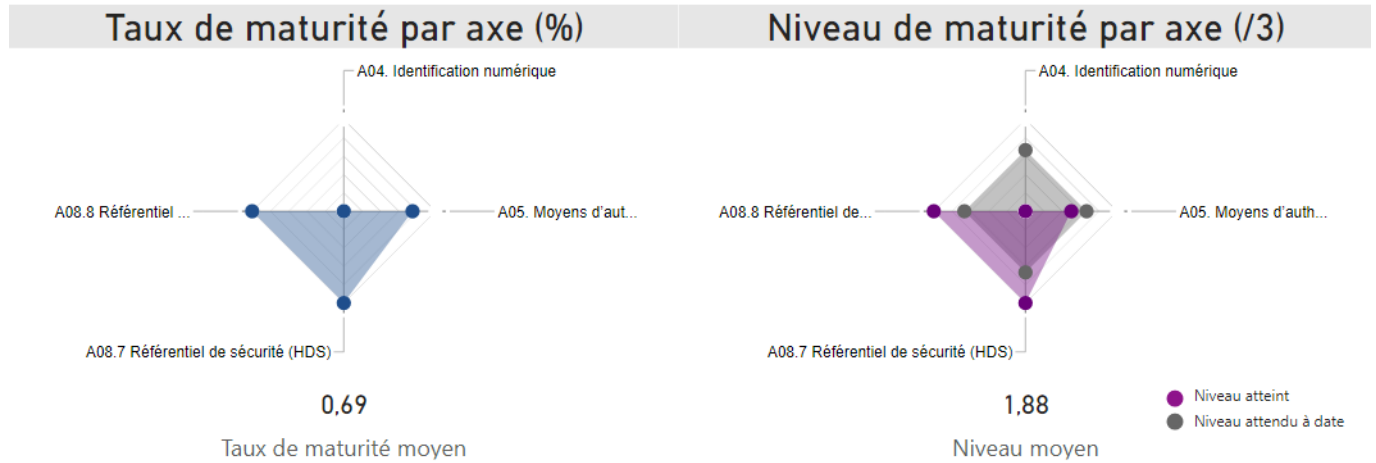 Taux de maturité par axe (%)
A04. Identification numérique
A08.8 Référentiel ...
A05. Moyens d'aut...
A08.7 Référentiel de sécurité (HDS)
0,69
Taux de maturité moyen
Niveau de maturité par axe (/3)
A04. Identification numérique
A08.8 Référentiel de...
A05. Moyens d'auth...
A08.7 Référentiel de sécurité (HDS)
1,88
Niveau moyen
Niveau atteint
Niveau attendu à date